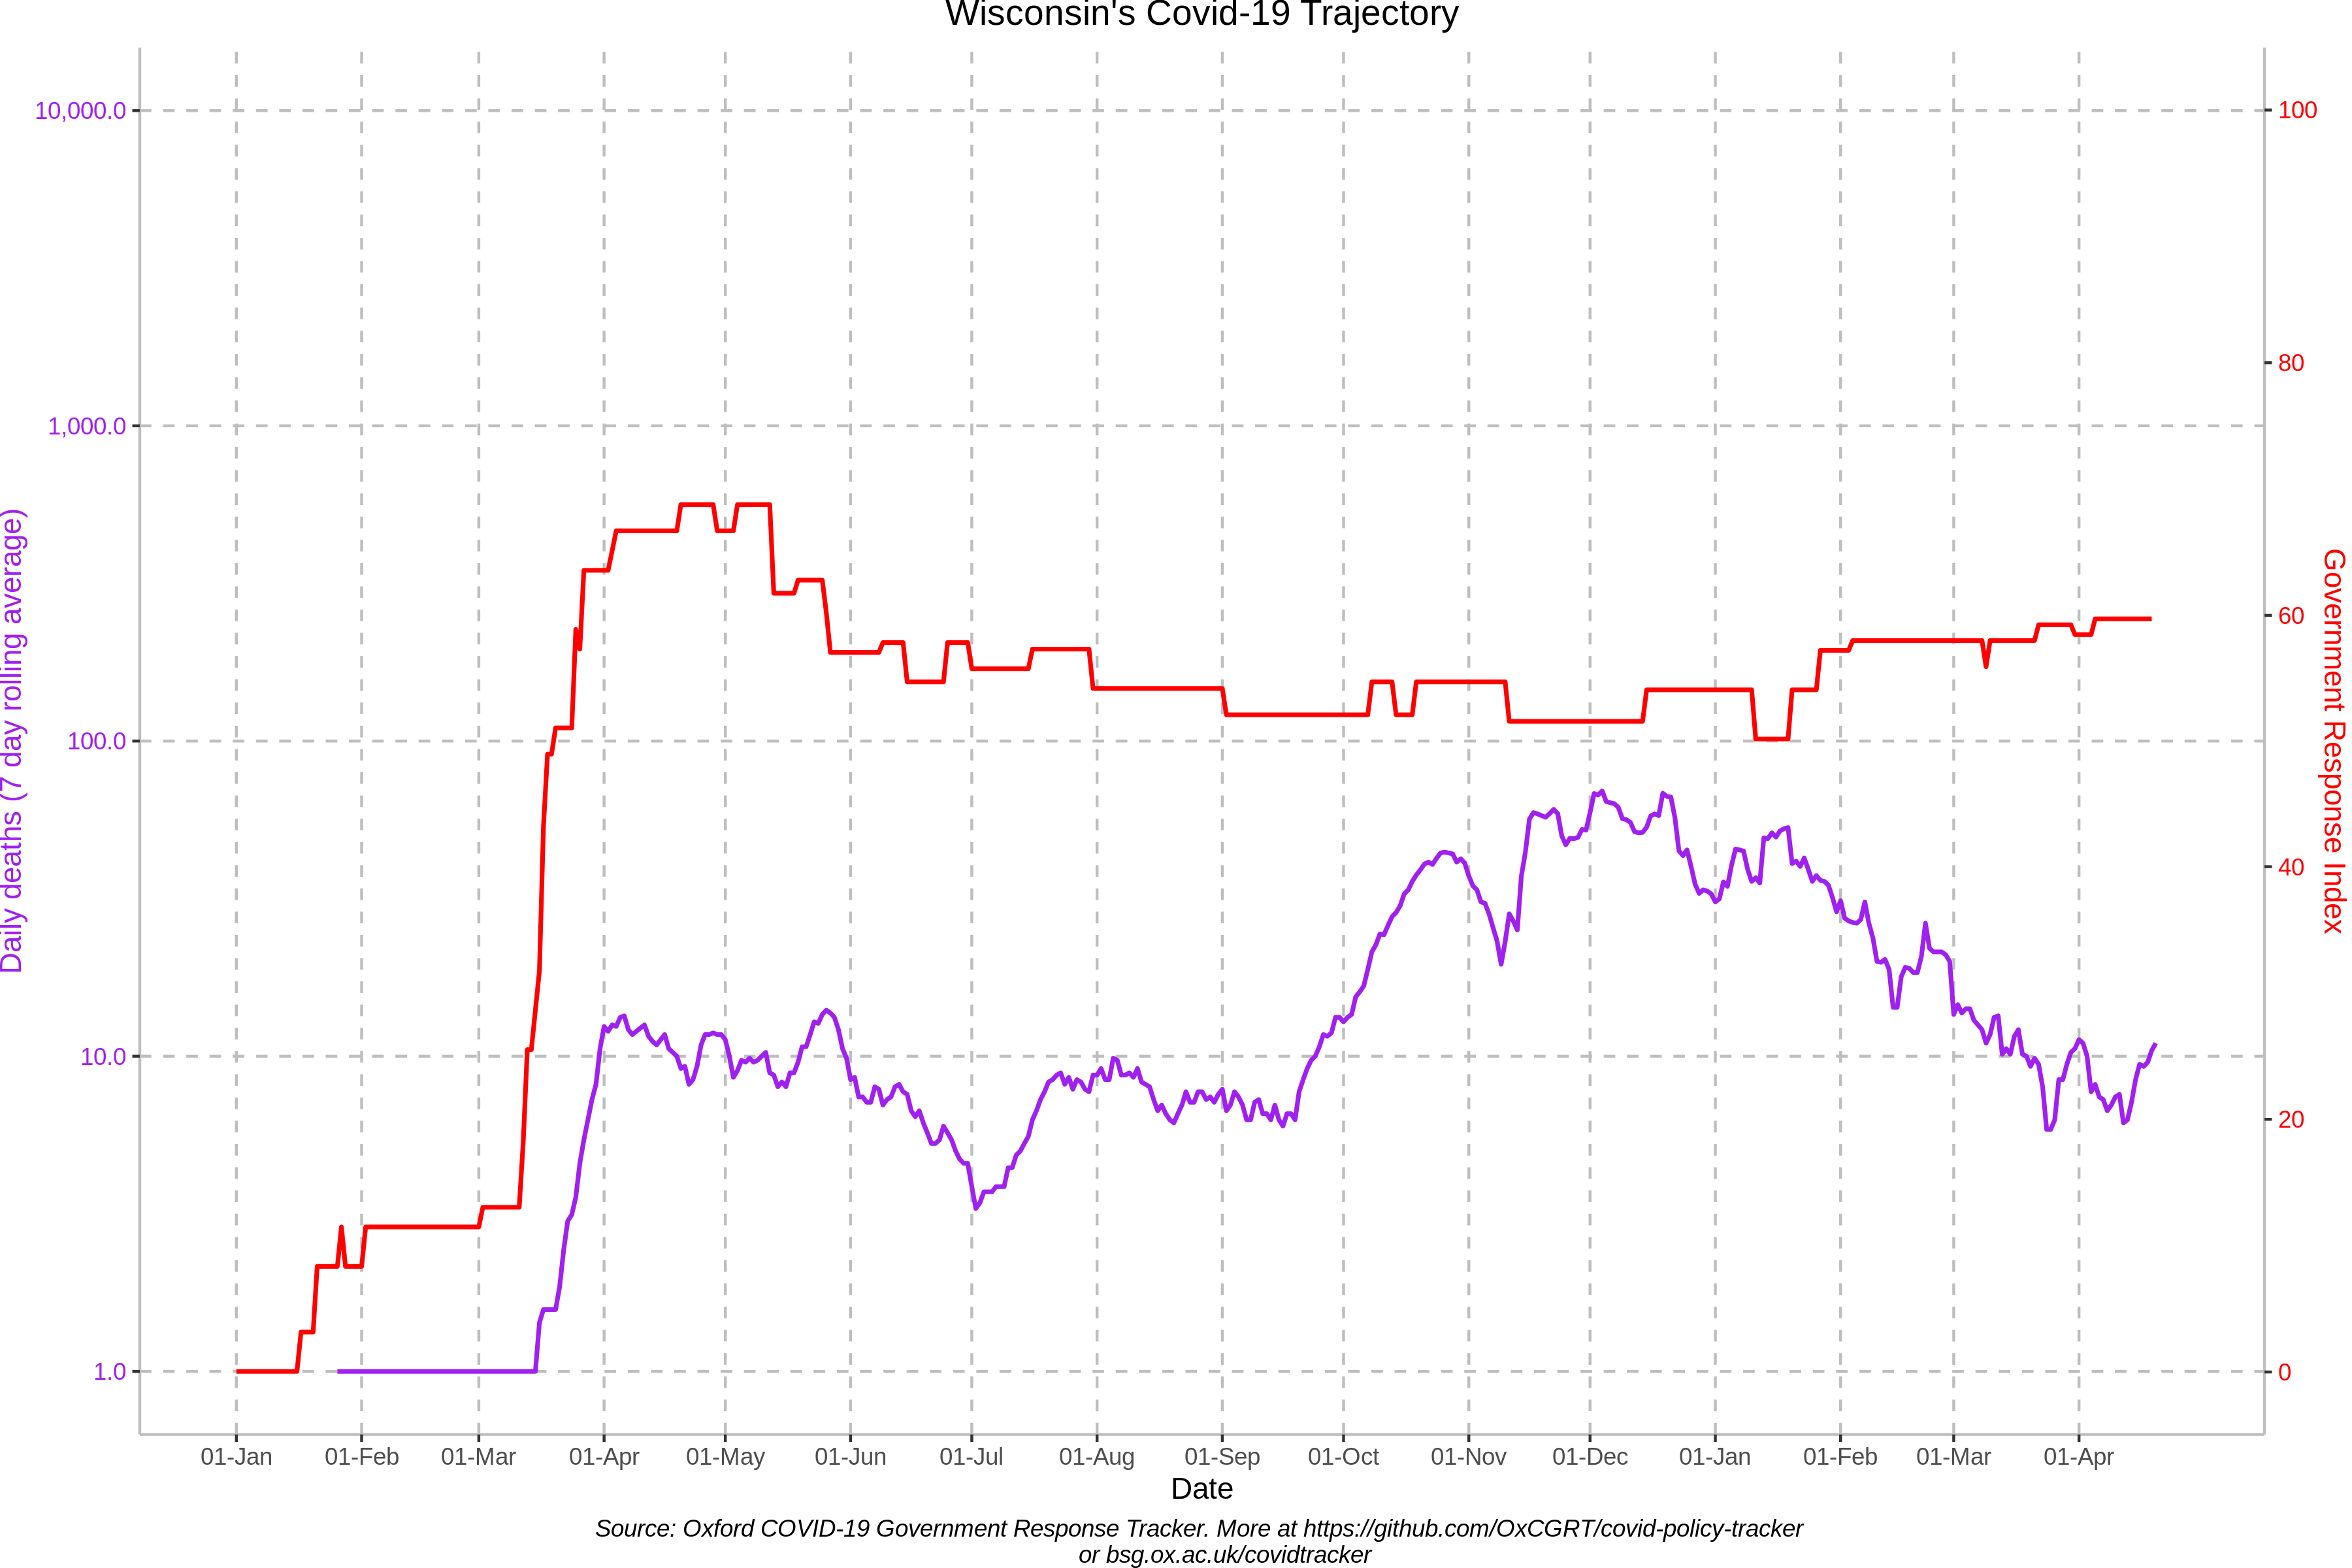 Wisconsin's Covid-19 Trajectory
10,000.0
1,000.0
100.0
10.0
1.0
Daily deaths (7 day rolling average)
100
80
60
40
20
0
Government Response Index
01-Jan 01-Feb 01-Mar 01-Apr 01-May 01-Jun 01-Jul 01-Aug 01-Sep 01-Oct 01-Nov 01-Dec 01-Jan 01-Feb 01-Mar 01-Apr
Date
Source: Oxford COVID-19 Government Response Tracker. More at https://github.com/OxCGRT/covid-policy-tracker
or bsg.ox.ac.uk/covidtracker